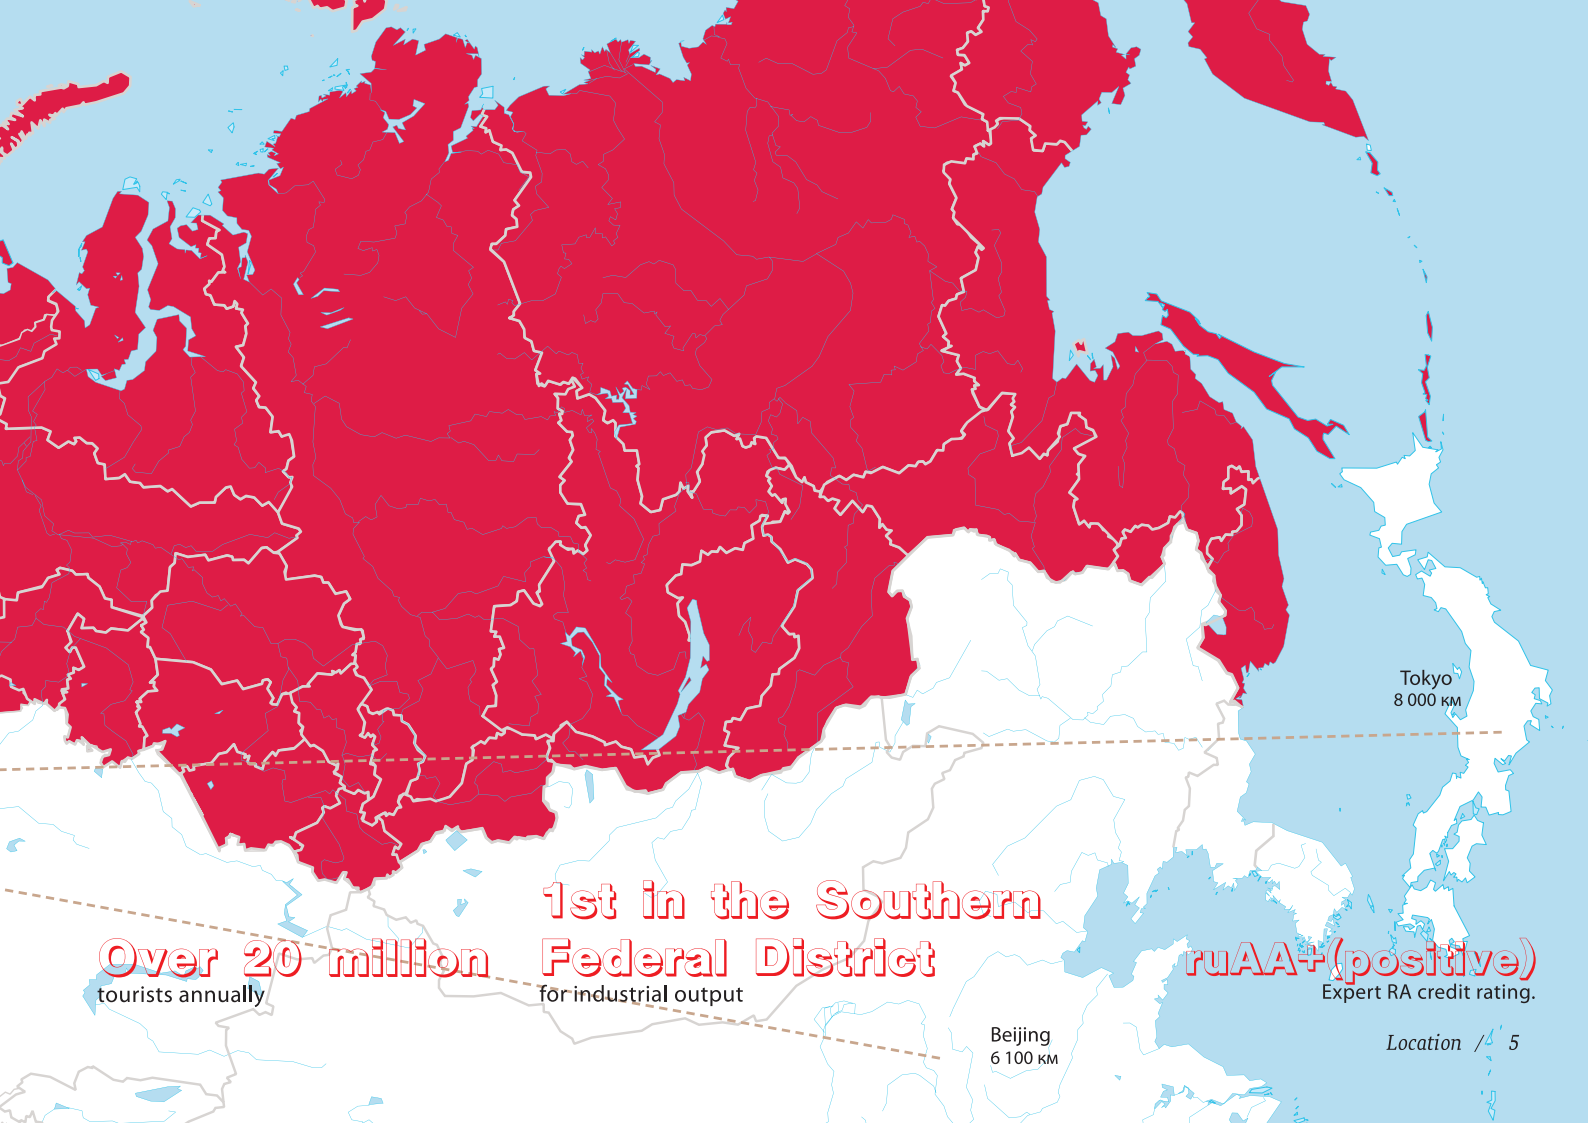 Tokyo
8 000 км
1st in the Southern
Federal District
for industrial output
Over 20 million
tourists annually
ruAA+(positive)
Expert RA credit rating.
Beijing
6 100 км
Location / 5